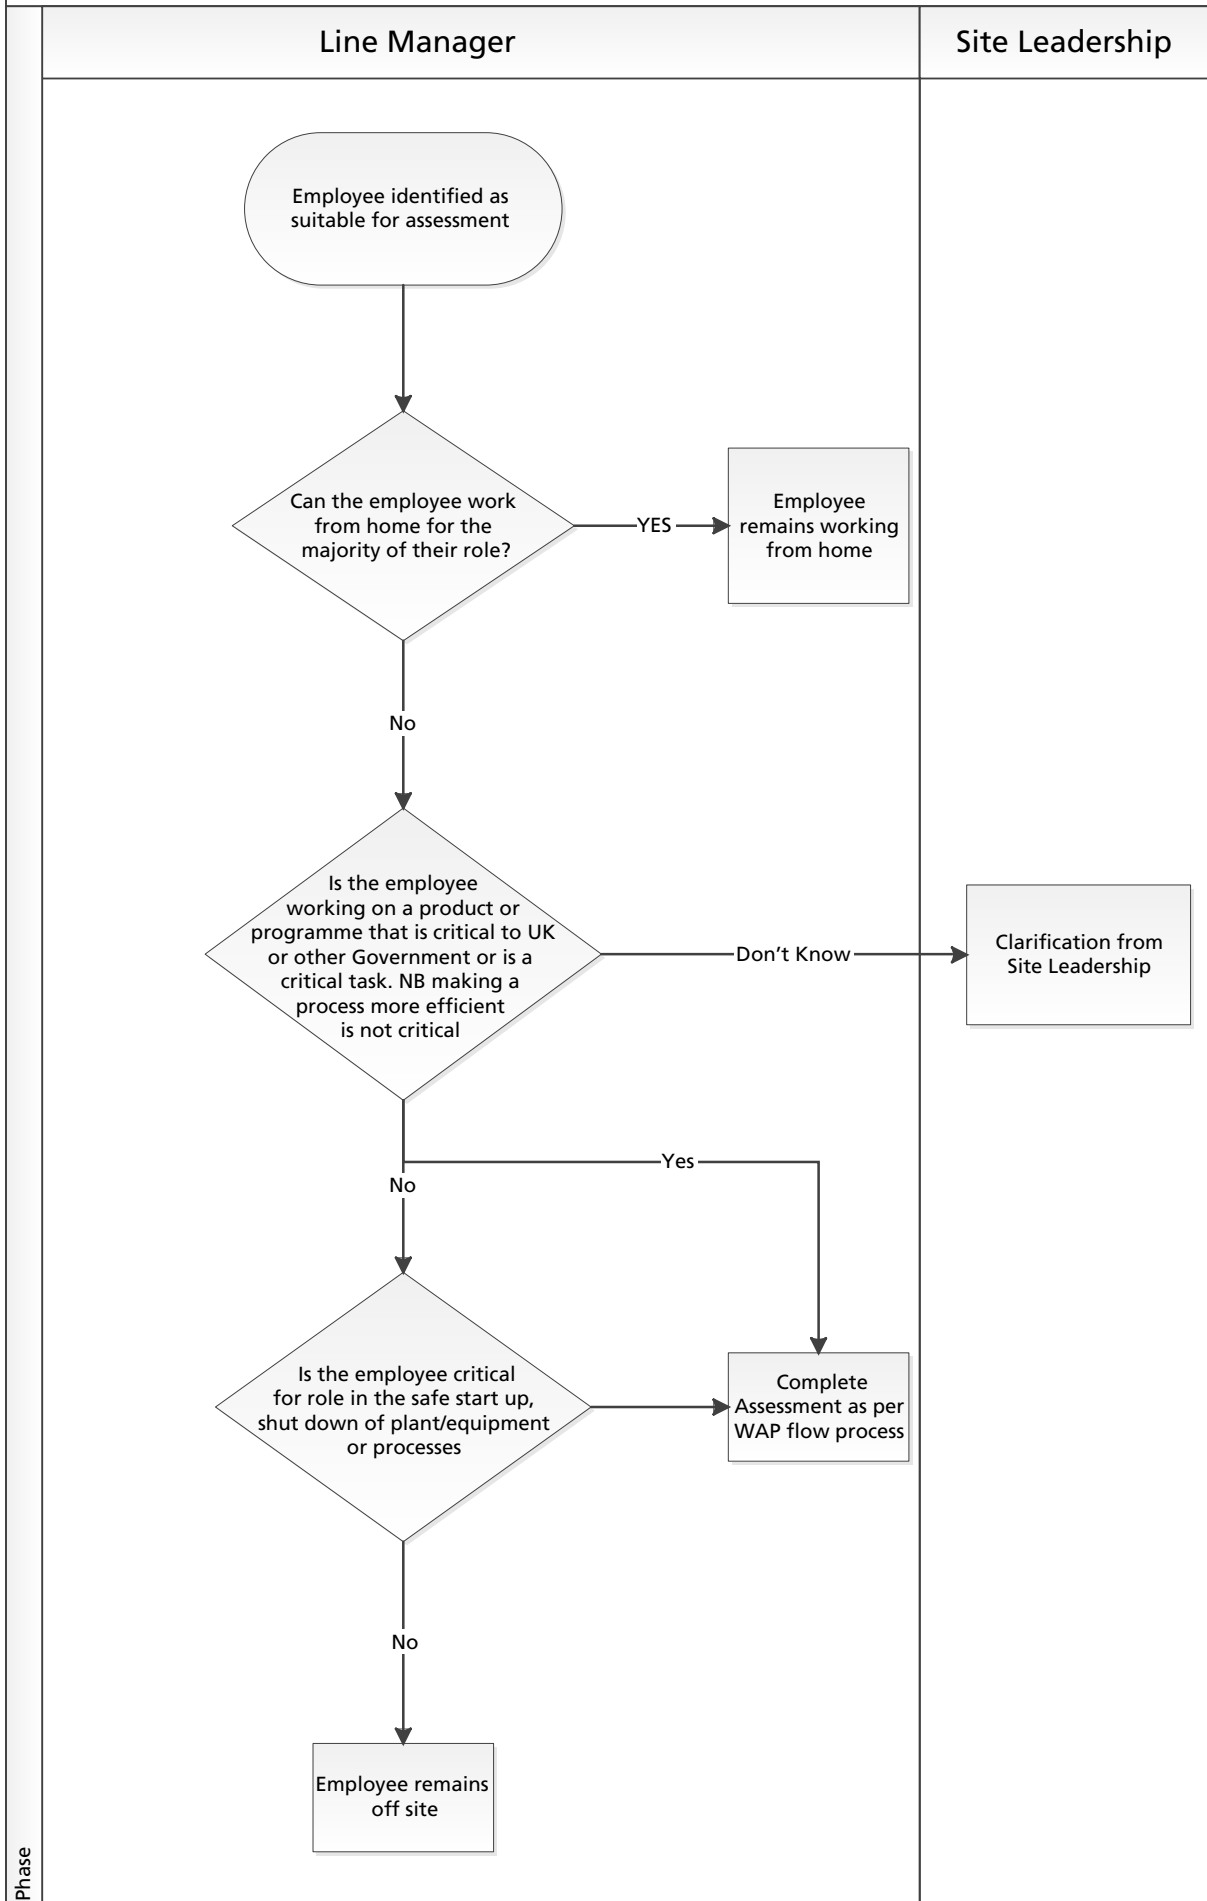 Line Manager
Site Leadership
Employee identified as
suitable for assessment
Can the employee work
from home for the
majority of their role?
YES
Employee
remains working
from home
No
Is the employee
working on a product or
programme that is critical to UK
or other Government or is a
critical task. NB making a
process more efficient
is not critical
Don't Know
Clarification from
Site Leadership
Yes
No
Is the employee critical
for role in the safe start up,
shut down of plant/equipment
or processes
Complete
Assessment as per
WAP flow process
No
Employee remains
off site
Phase